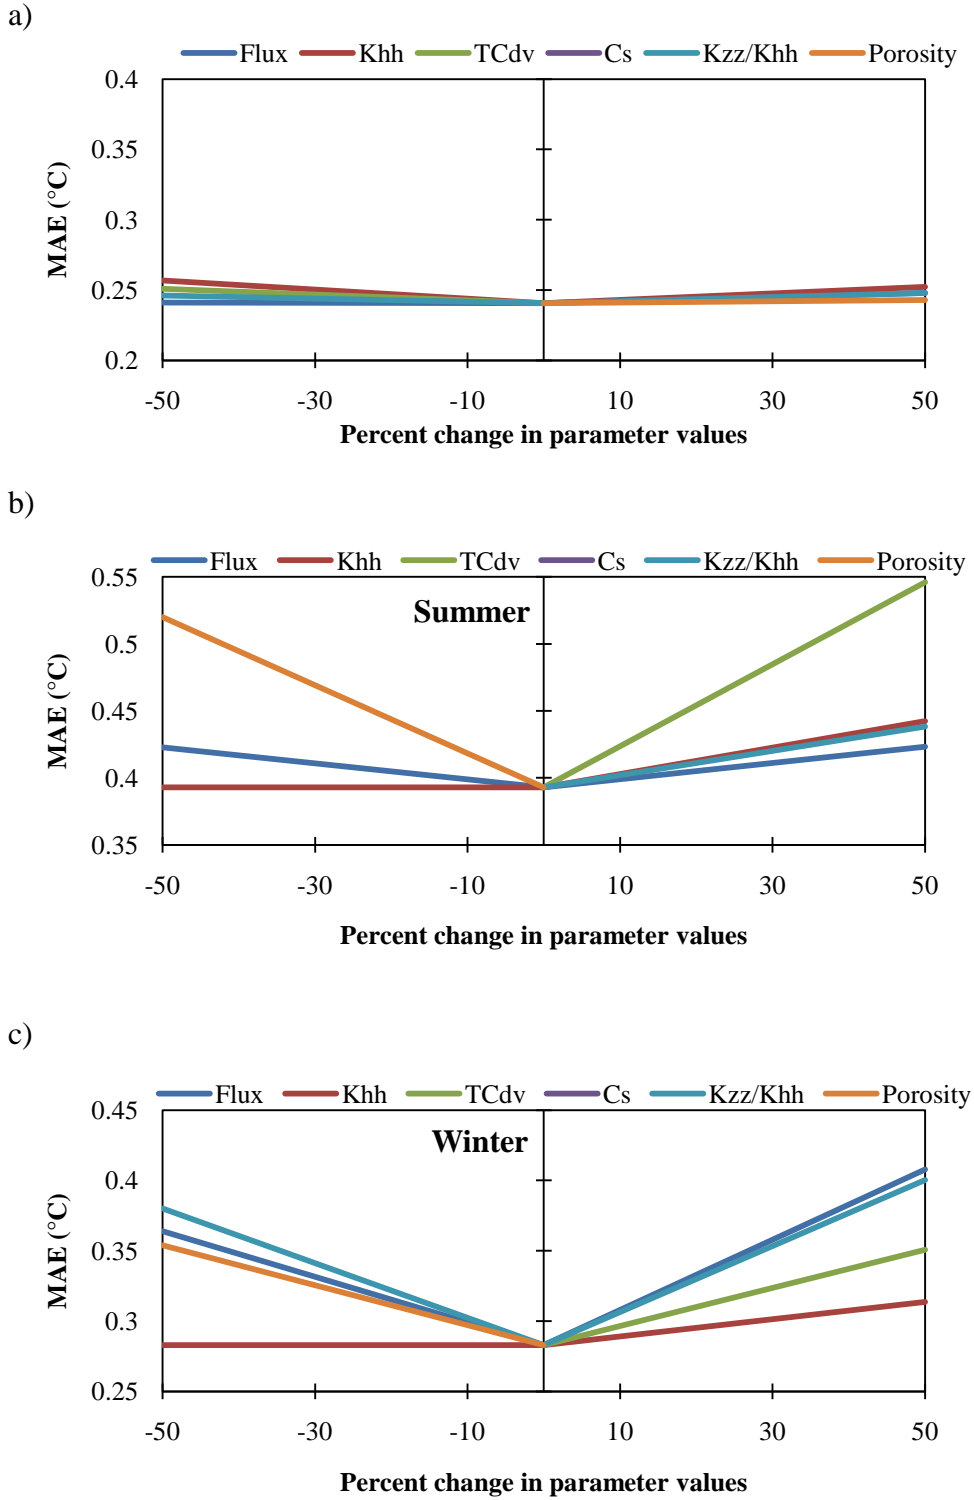 a)
Flux Khh TCdv Cs Kzz/Khh Porosity
0.4
0.35
0.3
0.25
0.2
MAE (°C)
-50 -30 -10 10 30 50
Percent change in parameter values
b)
Flux Khh TCdv Cs Kzz/Khh Porosity
Summer
0.55
0.5
0.45
0.4
0.35
MAE (°C)
-50 -30 -10 10 30 50
Percent change in parameter values
c)
Flux Khh TCdv Cs Kzz/Khh Porosity
Winter
0.45
0.4
0.35
0.3
0.25
MAE (°C)
-50 -30 -10 10 30 50
Percent change in parameter values